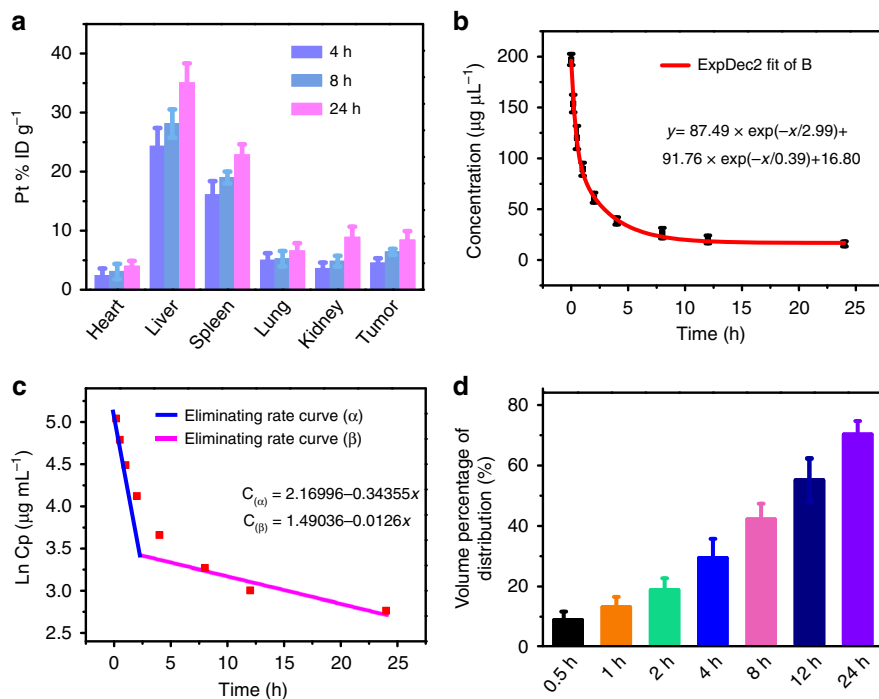 a
Pt % ID g⁻¹
40
30
20
10
0
4 h
8 h
24 h
Heart
Liver
Spleen
Lung
Kidney
Tumor
b
Concentration (μg μL⁻¹)
200
150
100
50
0
ExpDec2 fit of B
y= 87.49 × exp(−x/2.99)+
91.76 × exp(−x/0.39)+16.80
0 5 10 15 20 25
Time (h)
c
Ln Cp (μg mL⁻¹)
5.0
4.5
4.0
3.5
3.0
2.5
Eliminating rate curve (α)
Eliminating rate curve (β)
C(α) = 2.16996–0.34355x
C(β) = 1.49036–0.0126x
0 5 10 15 20 25
Time (h)
d
Volume percentage of
distribution (%)
80
60
40
20
0
0.5 h
1 h
2 h
4 h
8 h
12 h
24 h